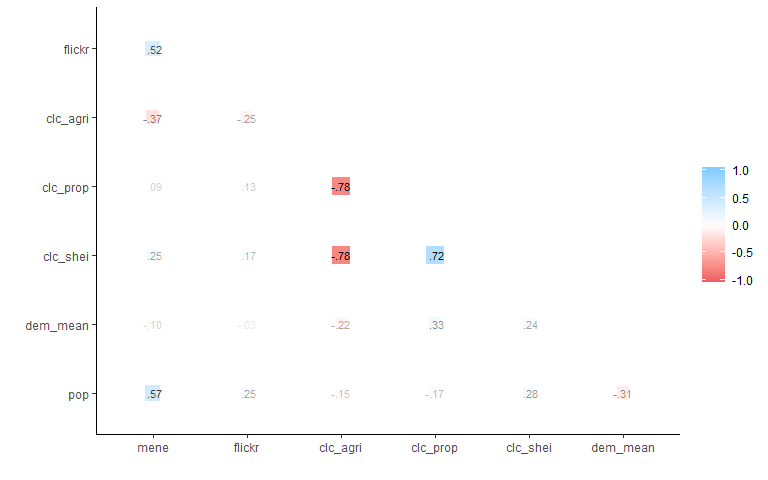 flickr .52
clc_agri -.37 -.25
1.0
clc_prop .09 .13 -.78
0.5
0.0
clc_shei .25 .17 -.78 .72
-0.5
-1.0
dem_mean -.10 -.03 -.22 .33 .24
pop .57 .25 -.15 -.17 .28 -.31
mene flickr clc_agri clc_prop clc_shei dem_mean